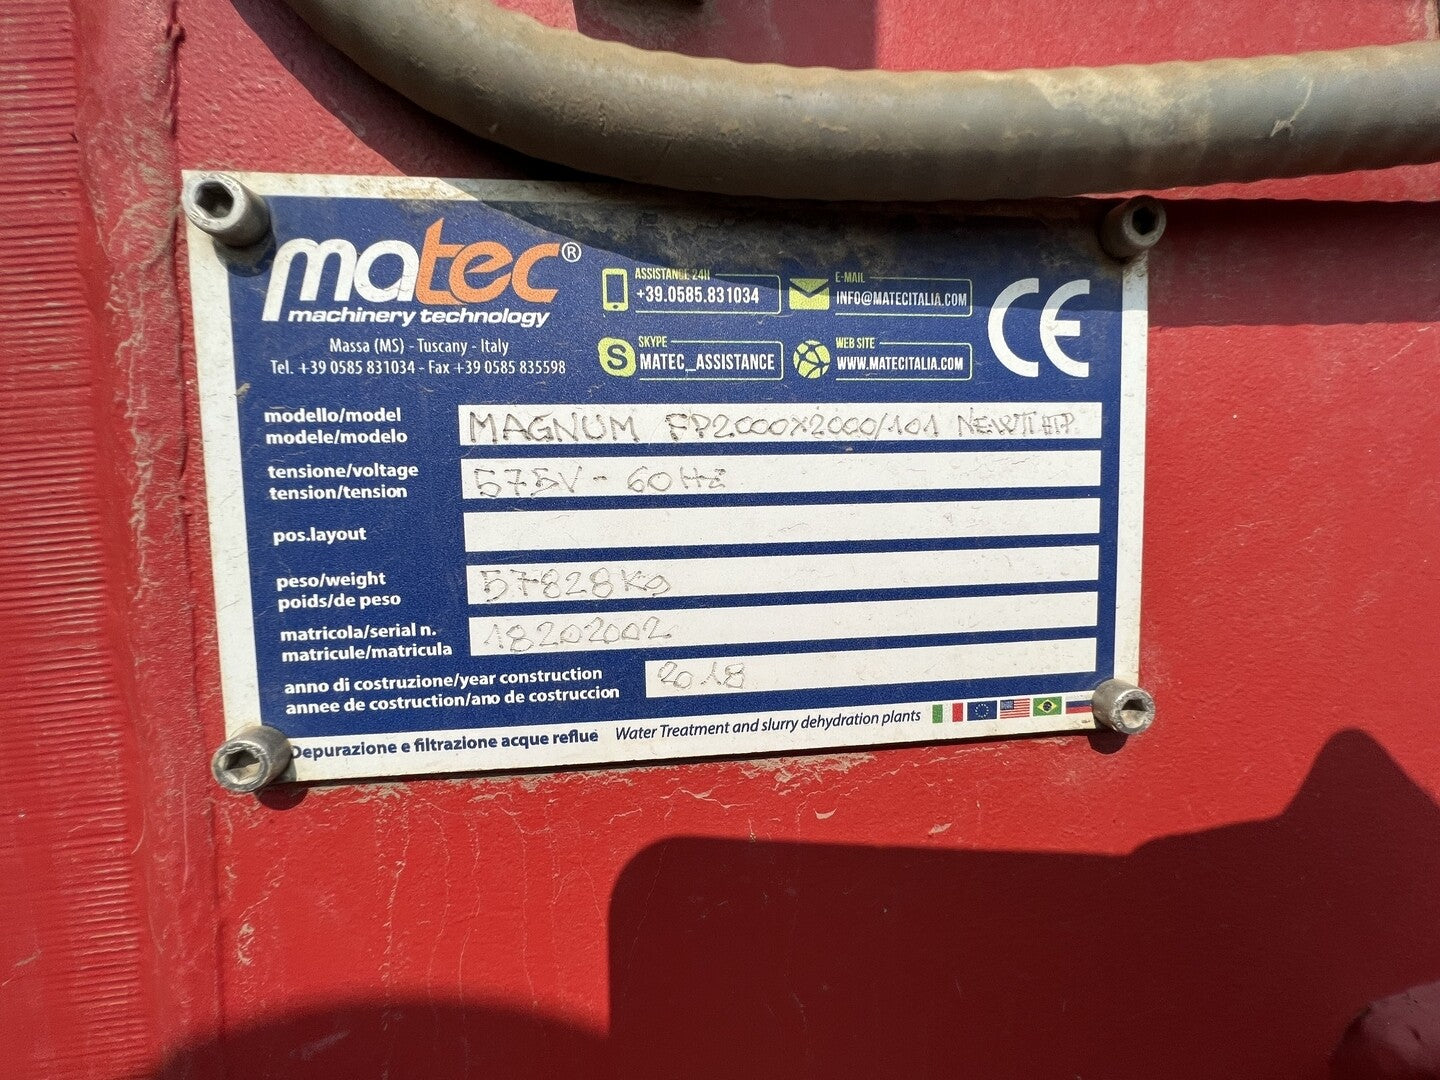 matec®
machinery technology
Massa (MS) - Tuscany - Italy
Tel. +39 0585 831034 - Fax +39 0585 835598
ASSISTANCE 24H
+39.0585.831034
E-MAIL
INFO@MATECITALIA.COM
SKYPE
MATEC_ASSISTANCE
WEB SITE
WWW.MATECITALIA.COM
CE
modello/model
modele/modelo
MAGNUM FP2000X2000/101
tensione/voltage
tension/tension
575V - 60Hz
pos.layout
peso/weight
poids/de peso
57828Kg
matricola/serial n.
matricule/matricula
18202002
anno di costruzione/year construction
annee de costruction/ano de costruccion
2018
Depurazione e filtrazione acque reflue Water Treatment and slurry dehydration plants